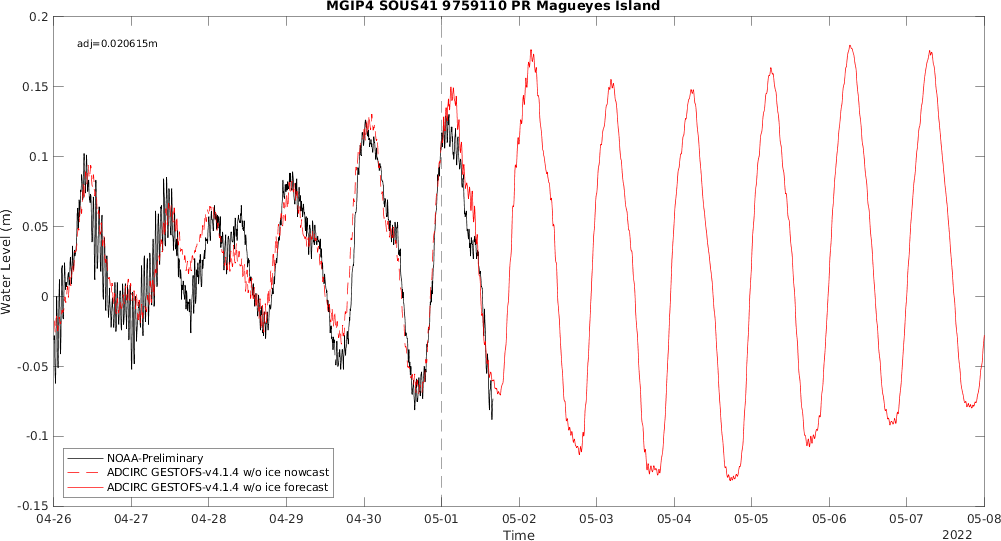 MGIP4 SOUS41 9759110 PR Magueyes Island
adj=0.020615m
0.2
0.15
0.1
0.05
0
-0.05
-0.1
-0.15
Water Level (m)
NOAA-Preliminary
ADCIRC GESTOFS-v4.1.4 w/o ice nowcast
ADCIRC GESTOFS-v4.1.4 w/o ice forecast
04-26 04-27 04-28 04-29 04-30 05-01 05-02 05-03 05-04 05-05 05-06 05-07 05-08
Time
2022